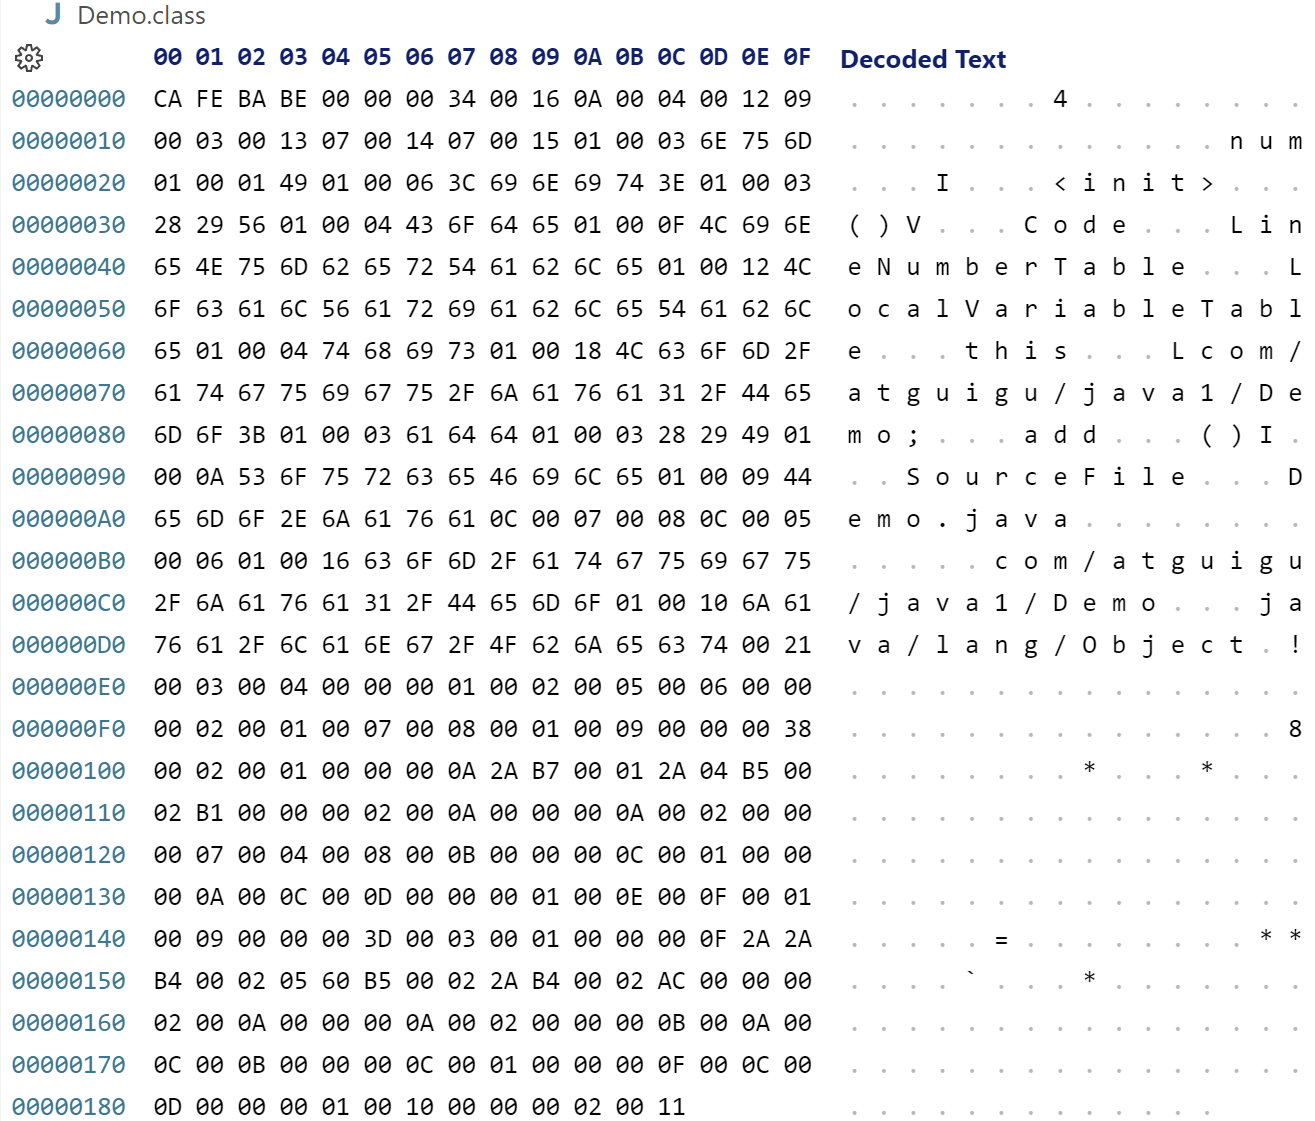 J Demo.class
00 01 02 03 04 05 06 07 08 09 0A 0B 0C 0D 0E 0F Decoded Text
00000000 CA FE BA BE 00 00 00 34 00 16 0A 00 04 00 12 09 . . . . . . . 4 . . . . . . . .
00000010 00 03 00 13 07 00 14 07 00 15 01 00 03 6E 75 6D . . . . . . . . . . . . . n u m
00000020 01 00 01 49 01 00 06 3C 69 6E 69 74 3E 01 00 03 . . . I . . . < i n i t > . . .
00000030 28 29 56 01 00 04 43 6F 64 65 01 00 0F 4C 69 6E ( ) V . . . C o d e . . . L i n
00000040 65 4E 75 6D 62 65 72 54 61 62 6C 65 01 00 12 4C e N u m b e r T a b l e . . . L
00000050 6F 63 61 6C 56 61 72 69 61 62 6C 65 54 61 62 6C o c a l V a r i a b l e T a b l
00000060 65 01 00 04 74 68 69 73 01 00 18 4C 63 6F 6D 2F e . . . t h i s . . . L c o m /
00000070 61 74 67 75 69 67 75 2F 6A 61 76 61 31 2F 44 65 a t g u i g u / j a v a 1 / D e
00000080 6D 6F 3B 01 00 03 61 64 64 01 00 03 28 29 49 01 m o ; . . . a d d . . . ( ) I .
00000090 00 0A 53 6F 75 72 63 65 46 69 6C 65 01 00 09 44 . . S o u r c e F i l e . . . D
000000A0 65 6D 6F 2E 6A 61 76 61 0C 00 07 00 08 0C 00 05 e m o . j a v a . . . . . . . .
000000B0 00 06 01 00 16 63 6F 6D 2F 61 74 67 75 69 67 75 . . . . . c o m / a t g u i g u
000000C0 2F 6A 61 76 61 31 2F 44 65 6D 6F 01 00 10 6A 61 / j a v a 1 / D e m o . . . j a
000000D0 76 61 2F 6C 61 6E 67 2F 4F 62 6A 65 63 74 00 21 v a / l a n g / O b j e c t . !
000000E0 00 03 00 04 00 00 00 01 00 02 00 05 00 06 00 00 . . . . . . . . . . . . . . . .
000000F0 00 02 00 01 00 07 00 08 00 01 00 09 00 00 00 38 . . . . . . . . . . . . . . . 8
00000100 00 02 00 01 00 00 00 0A 2A B7 00 01 2A 04 B5 00 . . . . . . . . * . . . * . . .
00000110 02 B1 00 00 00 02 00 0A 00 00 00 0A 00 02 00 00 . . . . . . . . . . . . . . . .
00000120 00 07 00 04 00 08 00 0B 00 00 00 0C 00 01 00 00 . . . . . . . . . . . . . . . .
00000130 00 0A 00 0C 00 0D 00 00 00 01 00 0E 00 0F 00 01 . . . . . . . . . . . . . . . .
00000140 00 09 00 00 00 3D 00 03 00 01 00 00 00 0F 2A 2A . . . . . = . . . . . . . . * *
00000150 B4 00 02 05 60 B5 00 02 2A B4 00 02 AC 00 00 00 . . . . ` . . . * . . . . . . .
00000160 02 00 0A 00 00 00 0A 00 02 00 00 00 0B 00 0A 00 . . . . . . . . . . . . . . . .
00000170 0C 00 0B 00 00 00 0C 00 01 00 00 00 0F 00 0C 00 . . . . . . . . . . . . . . . .
00000180 0D 00 00 00 01 00 10 00 00 00 02 00 11 . . . . . . . . . . . . .